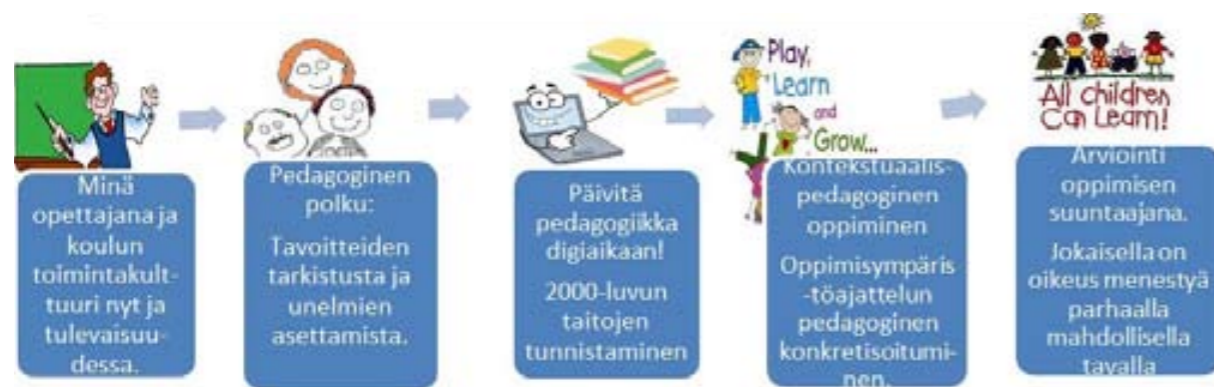 Play,
Learn
and
Grow...
All children
Can Learn!
Minä
opettajana ja
koulun
toimintakult-
tuuri nyt ja
tulevaisuu-
dessa.
Pedagoginen
polku:
Tavoitteiden
tarkistusta ja
unelmien
asettamista.
Päivitä
pedagogiikka
digiaikaan!
2000-luvun
taitojen
tunnistaminen
Kontekstuaalis-
pedagoginen
oppiminen
Oppimisympäris
-töajattelun
pedagoginen
konkretisoitumi-
nen.
Arviointi
oppimisen
suuntaajana.
Jokaisella on
oikeus menestyä
parhaalla
mahdollisella
tavalla